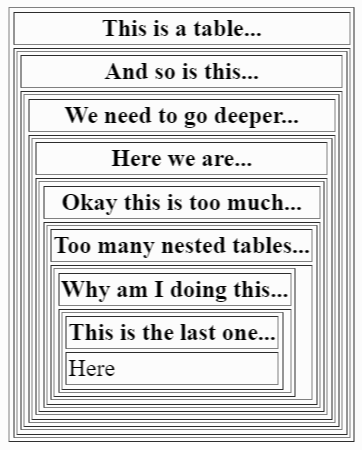 This is a table...
And so is this...
We need to go deeper...
Here we are...
Okay this is too much...
Too many nested tables...
Why am I doing this...
This is the last one...
Here